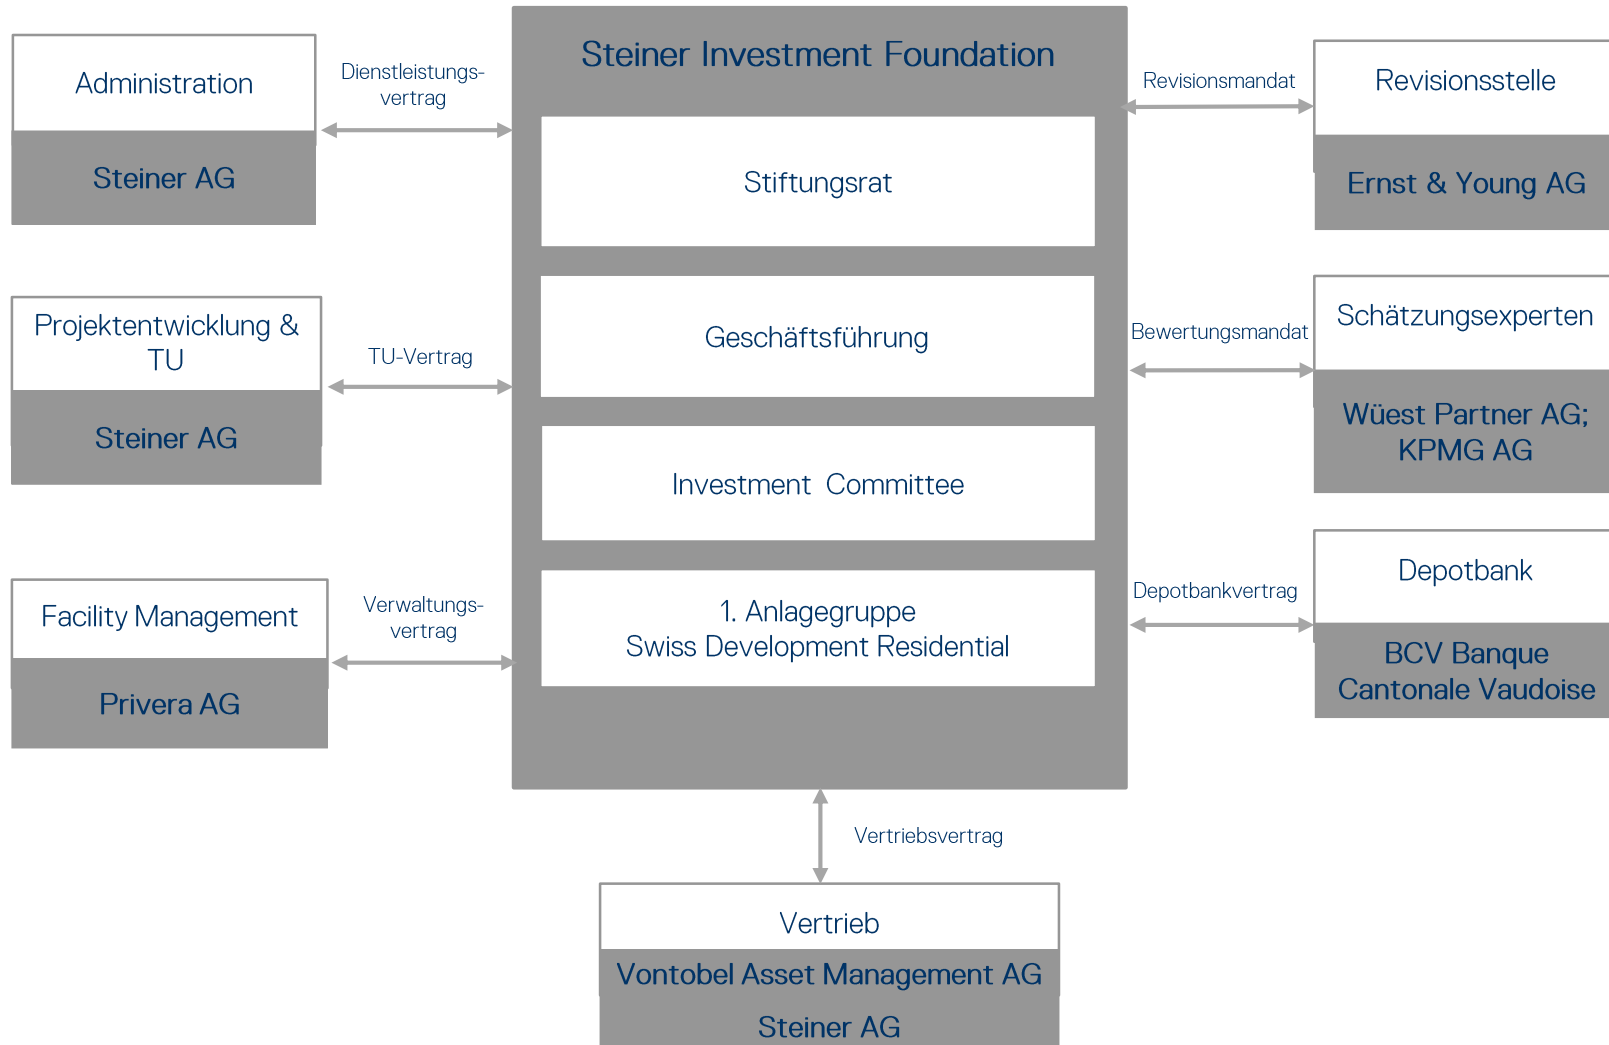 Steiner Investment Foundation
Stiftungsrat
Geschäftsführung
Investment Committee
1. Anlagegruppe
Swiss Development Residential
Administration
Steiner AG
Dienstleistungs-
vertrag
Projektentwicklung &
TU
Steiner AG
TU-Vertrag
Facility Management
Privera AG
Verwaltungs-
vertrag
Revisionsmandat
Revisionsstelle
Ernst & Young AG
Bewertungsmandat
Schätzungsexperten
Wüest Partner AG;
KPMG AG
Depotbankvertrag
Depotbank
BCV Banque
Cantonale Vaudoise
Vertriebsvertrag
Vertrieb
Vontobel Asset Management AG
Steiner AG